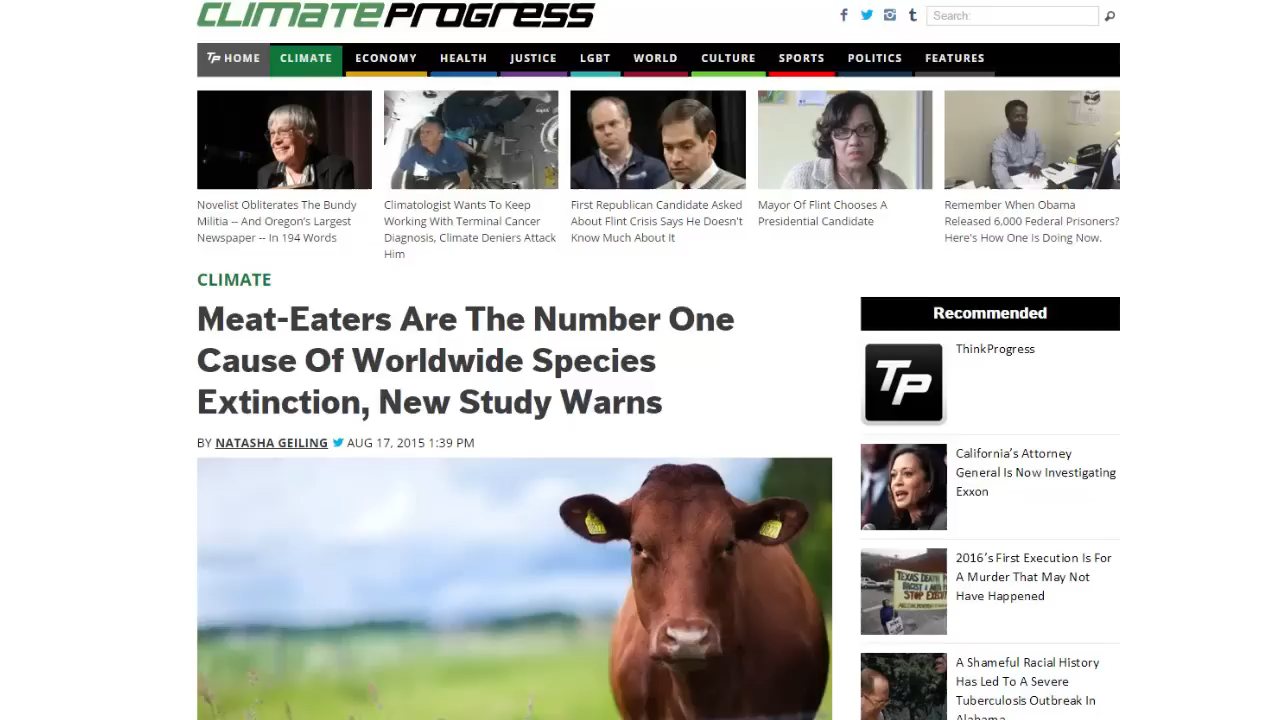 CLIMATEPROGRESS
Search:
TP HOME CLIMATE ECONOMY HEALTH JUSTICE LGBT WORLD CULTURE SPORTS POLITICS FEATURES
Novelist Obliterates The Bundy
Militia -- And Oregon's Largest
Newspaper -- In 194 Words
Climatologist Wants To Keep
Working With Terminal Cancer
Diagnosis, Climate Deniers Attack
Him
First Republican Candidate Asked
About Flint Crisis Says He Doesn't
Know Much About It
Mayor Of Flint Chooses A
Presidential Candidate
Remember When Obama
Released 6,000 Federal Prisoners?
Here's How One Is Doing Now.
CLIMATE
Meat-Eaters Are The Number One
Cause Of Worldwide Species
Extinction, New Study Warns
BY NATASHA GEILING AUG 17, 2015 1:39 PM
Recommended
TP
ThinkProgress
California's Attorney
General Is Now Investigating
Exxon
TEXAS DEATH
STOP EXECU
2016's First Execution Is For
A Murder That May Not
Have Happened
A Shameful Racial History
Has Led To A Severe
Tuberculosis Outbreak In
Alabama